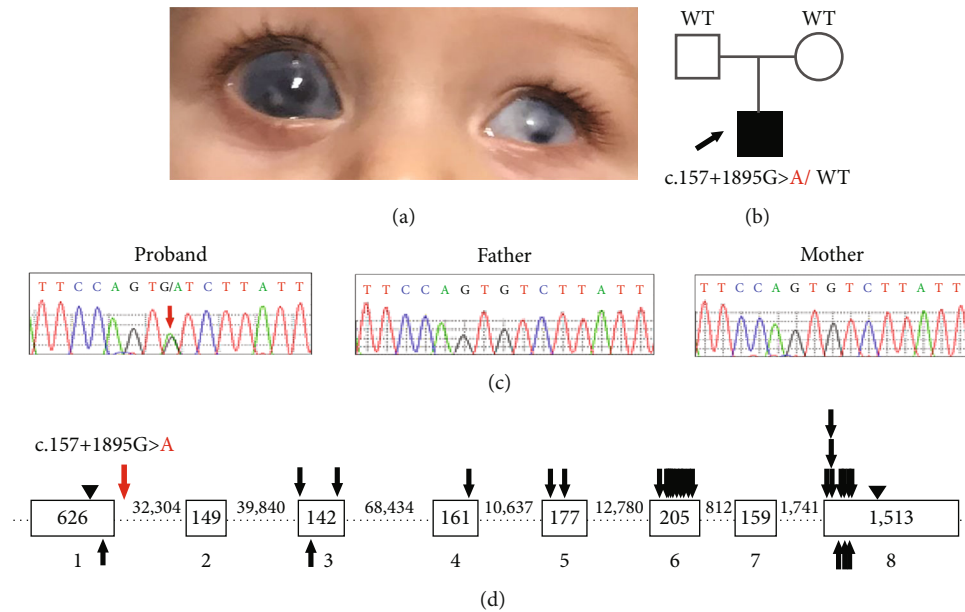 WT WT
c.157+1895G>A/ WT
(a) (b)
Proband Father Mother
T T C C A G T G/A T C T T A T T
T T C C A G T G T C T T A T T
T T C C A G T G T C T T A T T
(c)
c.157+1895G>A
626 32,304 149 39,840 142 68,434 161 10,637 177 12,780 205 812 159 1,741 1,513
1 2 3 4 5 6 7 8
(d)